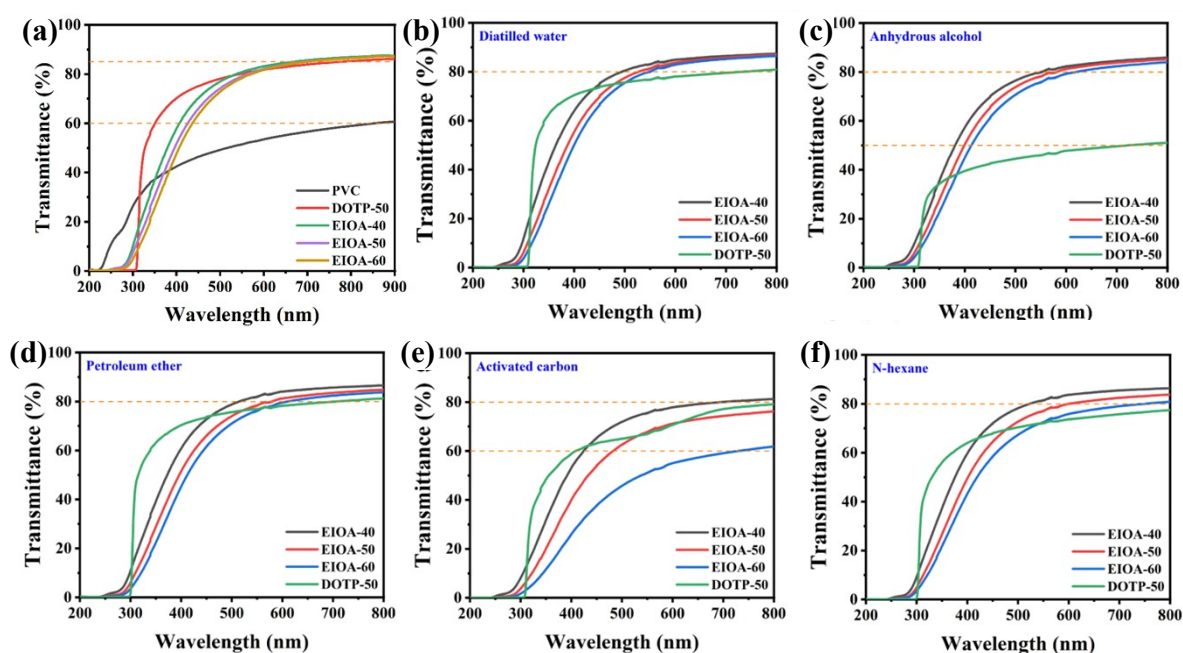 (a)
Transmittance (%)
100
80
60
40
20
0
PVC
DOTP-50
EIOA-40
EIOA-50
EIOA-60
200 300 400 500 600 700 800 900
Wavelength (nm)
(b)
Diatilled water
Transmittance (%)
100
80
60
40
20
0
EIOA-40
EIOA-50
EIOA-60
DOTP-50
200 300 400 500 600 700 800
Wavelength (nm)
(c)
Anhydrous alcohol
Transmittance (%)
100
80
60
40
20
0
EIOA-40
EIOA-50
EIOA-60
DOTP-50
200 300 400 500 600 700 800
Wavelength (nm)
(d)
Petroleum ether
Transmittance (%)
100
80
60
40
20
0
EIOA-40
EIOA-50
EIOA-60
DOTP-50
200 300 400 500 600 700 800
Wavelength (nm)
(e)
Activated carbon
Transmittance (%)
100
80
60
40
20
0
EIOA-40
EIOA-50
EIOA-60
DOTP-50
200 300 400 500 600 700 800
Wavelength (nm)
(f)
N-hexane
Transmittance (%)
100
80
60
40
20
0
EIOA-40
EIOA-50
EIOA-60
DOTP-50
200 300 400 500 600 700 800
Wavelength (nm)